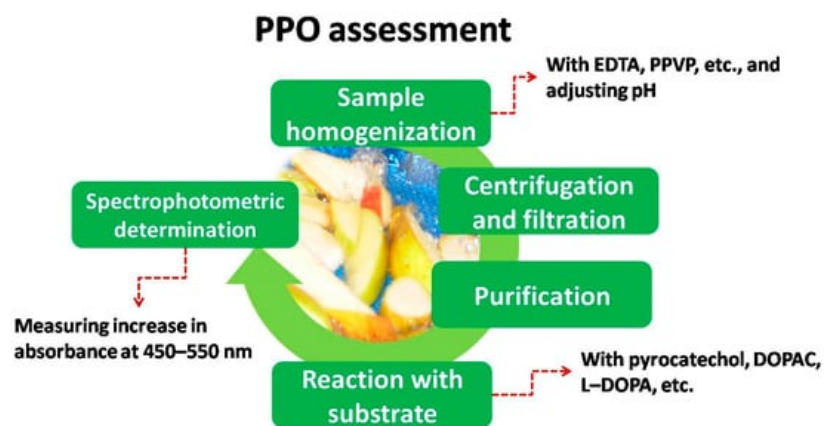 PPO assessment
Sample
homogenization
With EDTA, PPVP, etc., and
adjusting pH
Centrifugation
and filtration
Purification
Reaction with
substrate
With pyrocatechol, DOPAC,
L–DOPA, etc.
Spectrophotometric
determination
Measuring increase in
absorbance at 450–550 nm